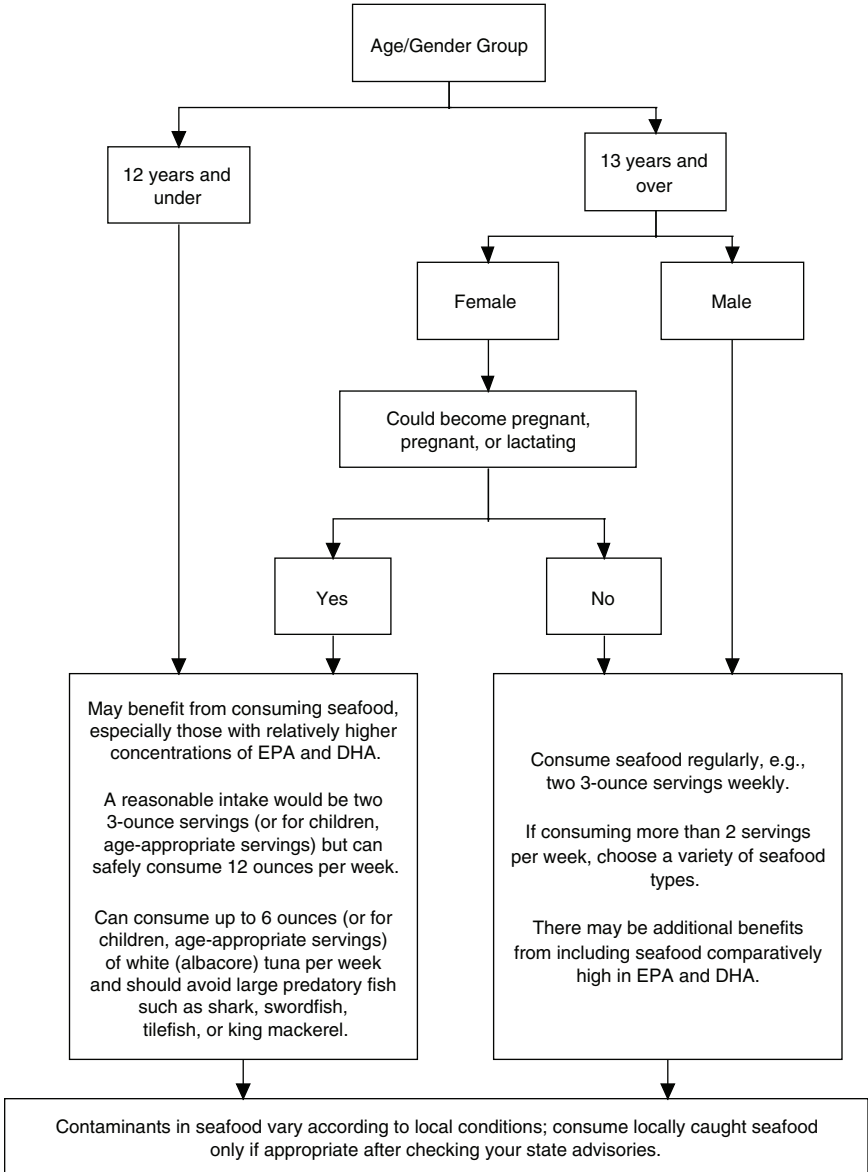 Age/Gender Group
12 years and
under
13 years and
over
Female
Male
Could become pregnant,
pregnant, or lactating
Yes
No
May benefit from consuming seafood,
especially those with relatively higher
concentrations of EPA and DHA.
A reasonable intake would be two
3-ounce servings (or for children,
age-appropriate servings) but can
safely consume 12 ounces per week.
Can consume up to 6 ounces (or for
children, age-appropriate servings)
of white (albacore) tuna per week
and should avoid large predatory fish
such as shark, swordfish,
tilefish, or king mackerel.
Consume seafood regularly, e.g.,
two 3-ounce servings weekly.
If consuming more than 2 servings
per week, choose a variety of seafood
types.
There may be additional benefits
from including seafood comparatively
high in EPA and DHA.
Contaminants in seafood vary according to local conditions; consume locally caught seafood
only if appropriate after checking your state advisories.